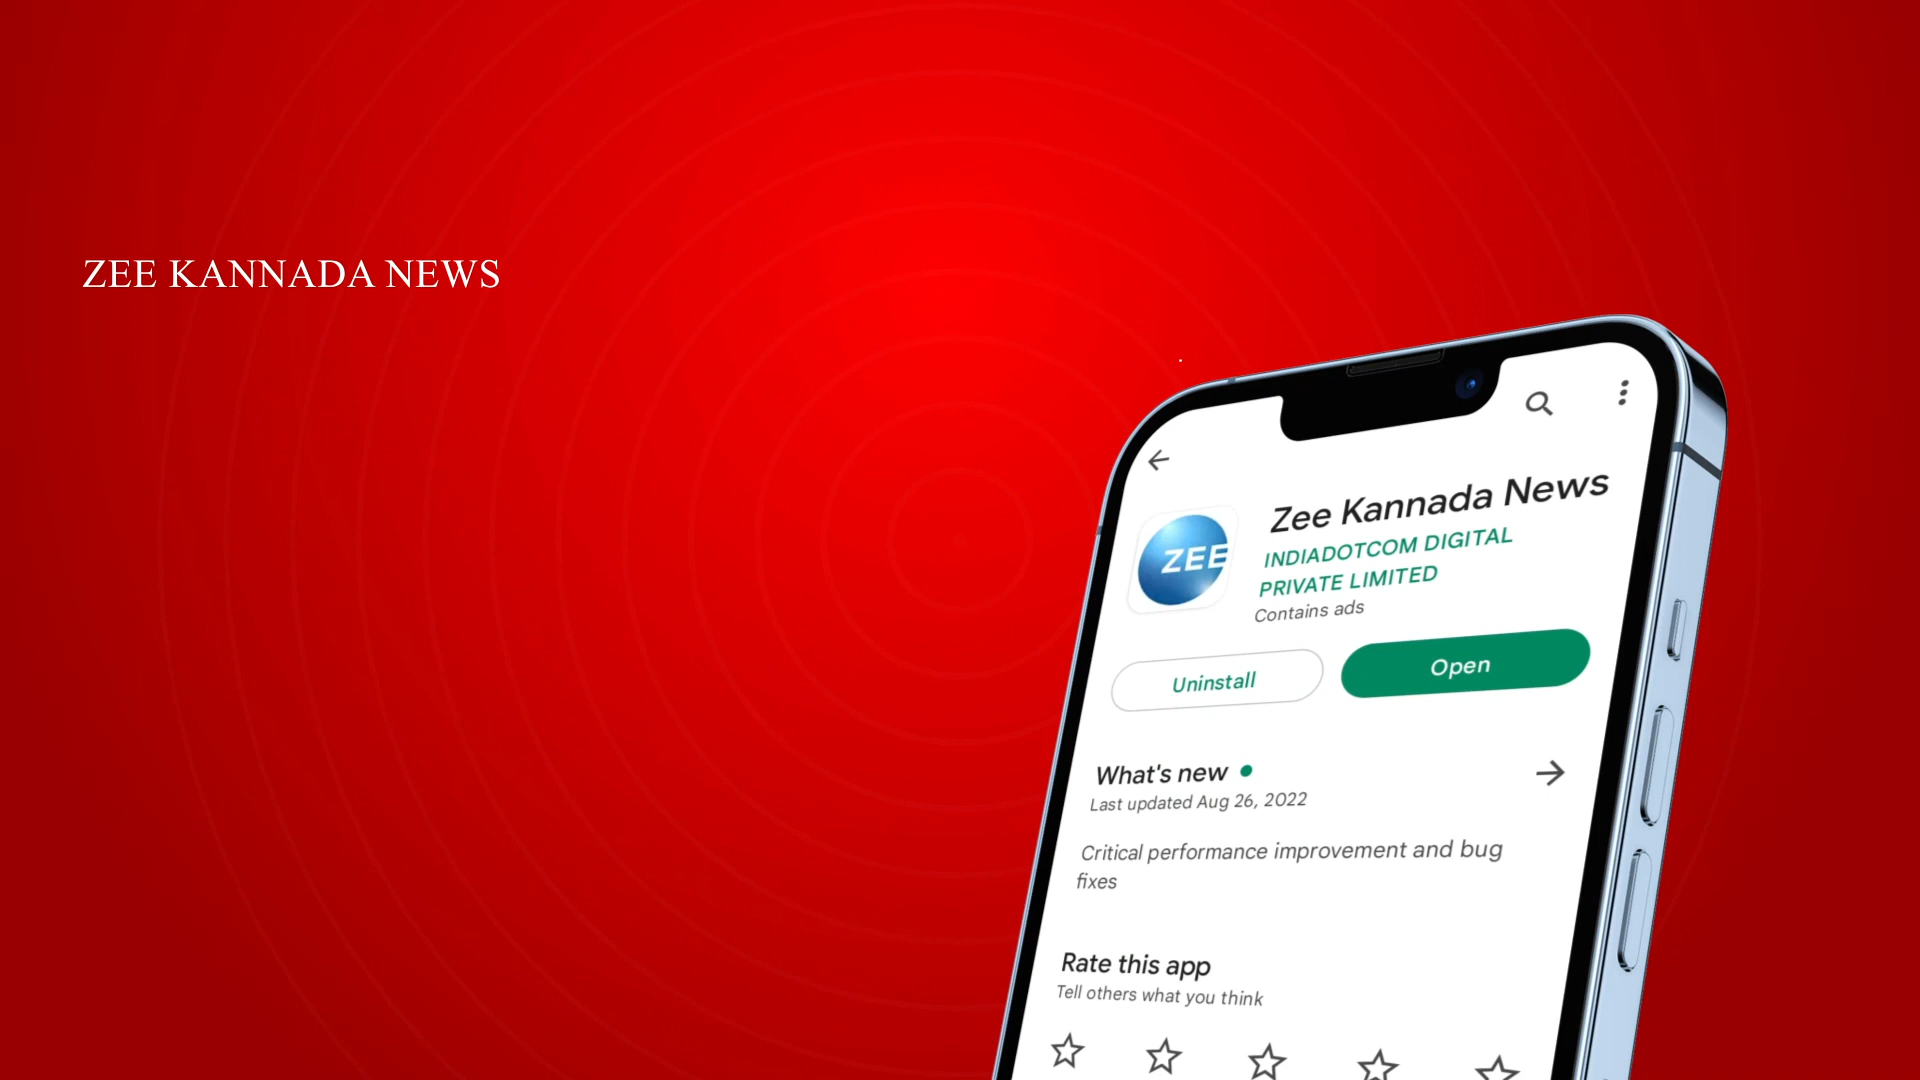 ZEE KANNADA NEWS
Zee Kannada News
ZEE
INDIADOTCOM DIGITAL
PRIVATE LIMITED
Contains ads
Uninstall
Open
What's new
Last updated Aug 26, 2022
Critical performance improvement and bug
fixes
Rate this app
Tell others what you think